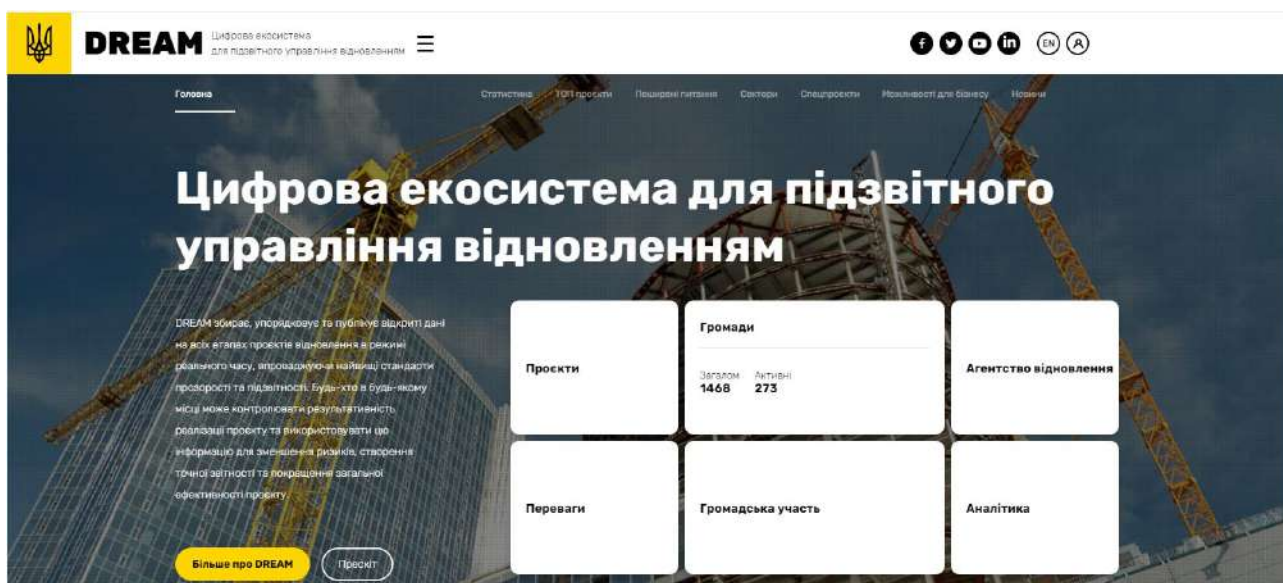 DREAM
Цифрова екосистема
для підзвітного управління відновленням
EN
Головна
Статистика ТОП проєкти Поширені питання Сектори Спецпроєкти Можливості для бізнесу Новини
Цифрова екосистема для підзвітного
управління відновленням
DREAM збирає, упорядковує та публікує відкриті дані
на всіх етапах проєктів відновлення в режимі
реального часу, впроваджуючи найвищі стандарти
прозорості та підзвітності. Будь-хто в будь-якому
місці може контролювати результативність
реалізації проєкту та використовувати цю
інформацію для зменшення ризиків, створення
точної звітності та покращення загальної
ефективності проєкту.
Більше про DREAM
Прескіт
Проєкти
Громади
Загалом Активні
1468 273
Агентство відновлення
Переваги
Громадська участь
Аналітика